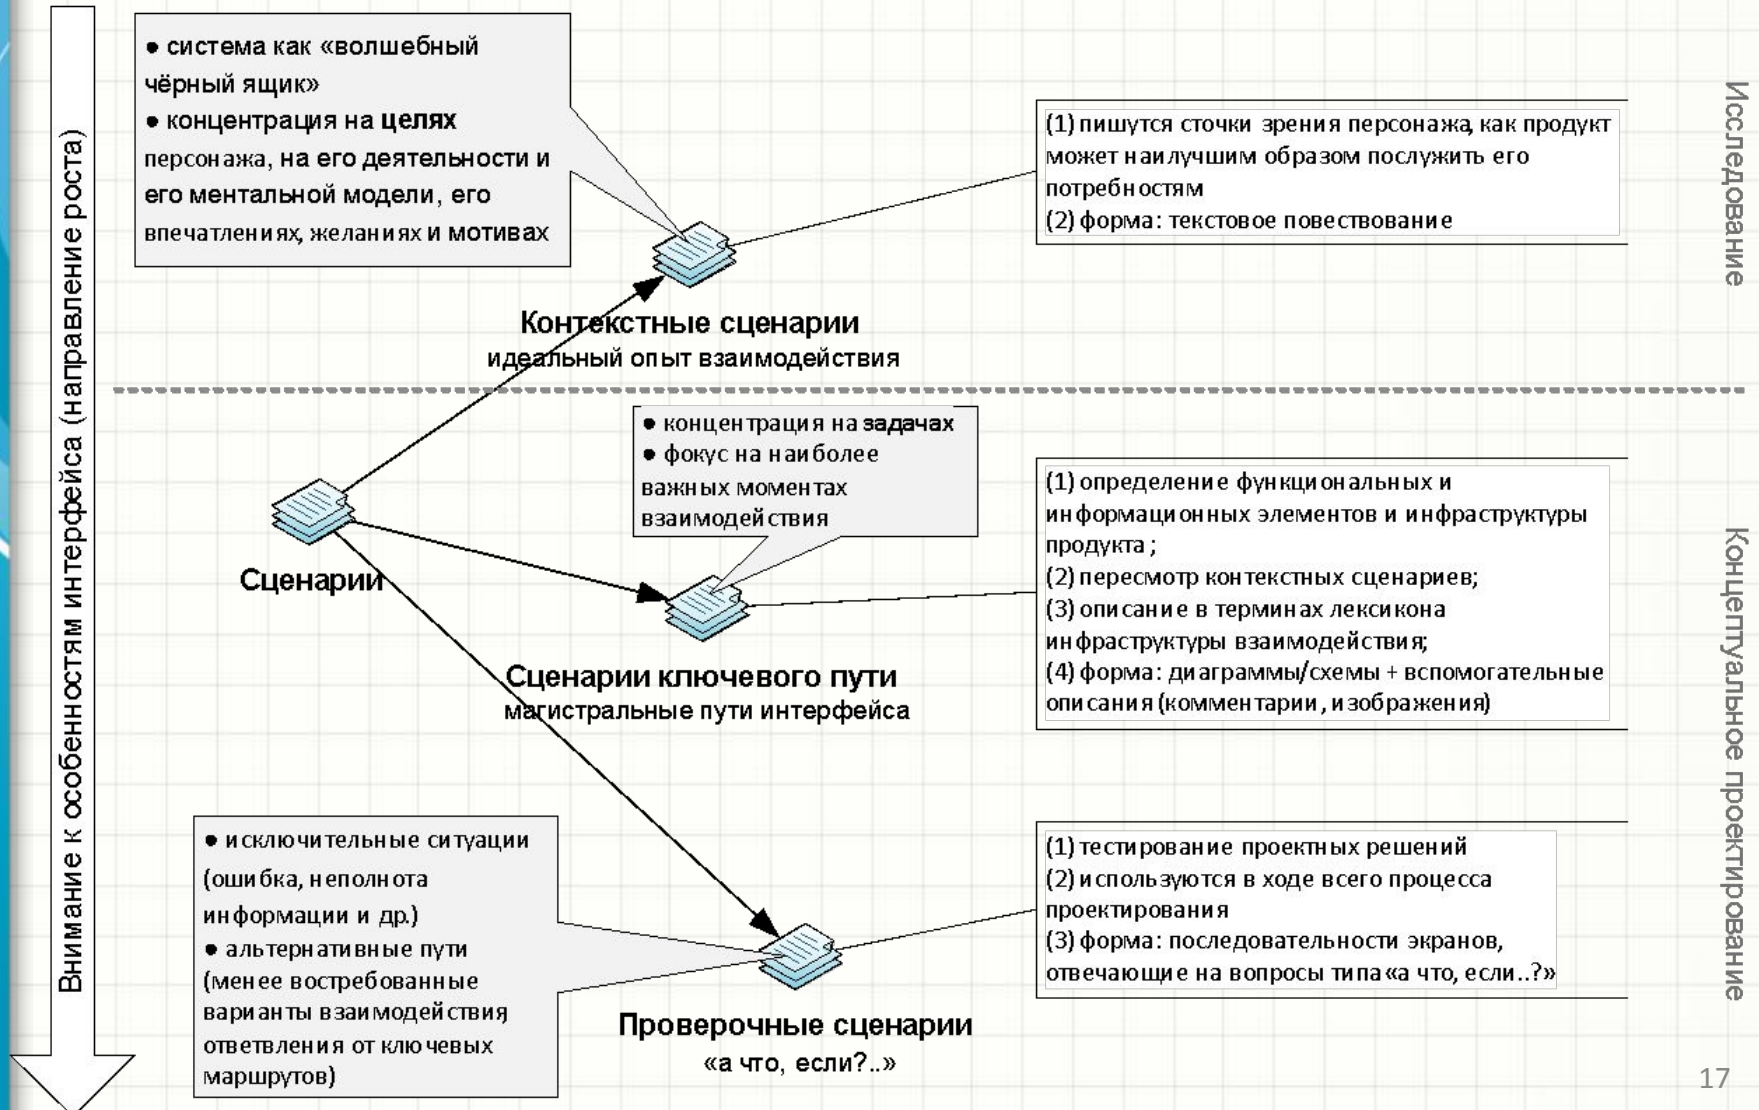 ● система как «волшебный
чёрный ящик»
● концентрация на целях
персонажа, на его деятельности и
его ментальной модели, его
впечатлениях, желаниях и мотивах
(1) пишутся сточки зрения персонажа, как продукт
может наилучшим образом послужить его
потребностям
(2) форма: текстовое повествование
Исследование
Контекстные сценарии
идеальный опыт взаимодействия
Внимание к особенностям интерфейса (направление роста)
● концентрация на задачах
● фокус на наиболее
важных моментах
взаимодействия
(1) определение функциональных и
информационных элементов и инфраструктуры
продукта ;
(2) пересмотр контекстных сценариев;
(3) описание в терминах лексикона
инфраструктуры взаимодействия;
(4) форма: диаграммы/схемы + вспомогательные
описания (комментарии, изображения)
Концептуальное проектирование
Сценарии
Сценарии ключевого пути
магистральные пути интерфейса
● исключительные ситуации
(ошибка, неполнота
информации и др.)
● альтернативные пути
(менее востребованные
варианты взаимодействия,
ответвления от ключевых
маршрутов)
(1) тестирование проектных решений
(2) используются в ходе всего процесса
проектирования
(3) форма: последовательности экранов,
отвечающие на вопросы типа «а что, если..?»
Проверочные сценарии
«а что, если?..»
17